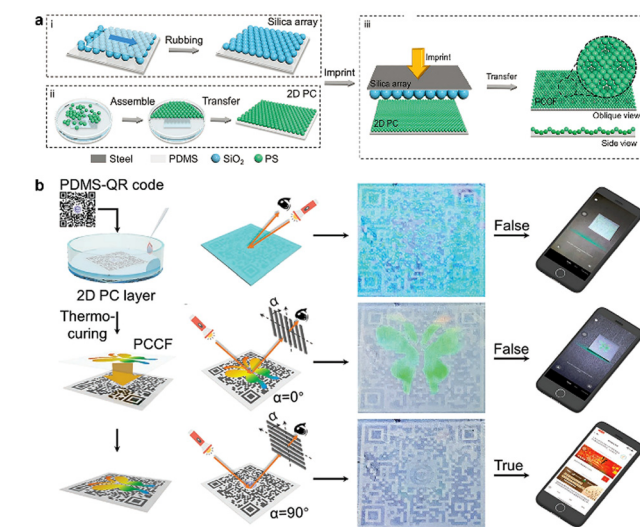 a
i
Rubbing
Silica array
ii
Assemble
Transfer
2D PC
Steel
PDMS
SiO₂
PS
Imprint
iii
Imprint
Silica array
2D PC
Transfer
PCCF
Oblique view
Side view
b
PDMS-QR code
2D PC layer
Thermo-
curing
PCCF
α
α=0°
α
α=90°
False
False
True